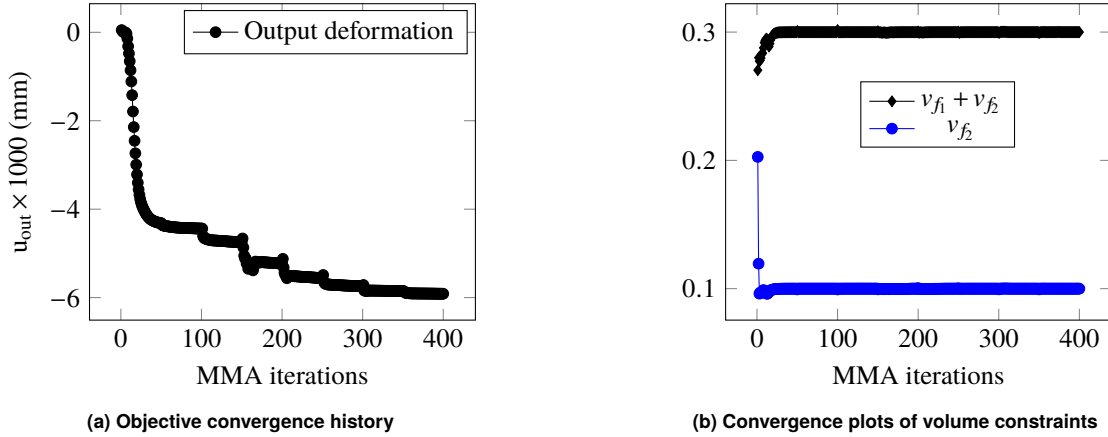 0
−2
−4
−6
u_out × 1000 (mm)
Output deformation
0 100 200 300 400
MMA iterations
(a) Objective convergence history
0.3
0.2
0.1
v_f₁ + v_f₂
v_f₂
0 100 200 300 400
MMA iterations
(b) Convergence plots of volume constraints